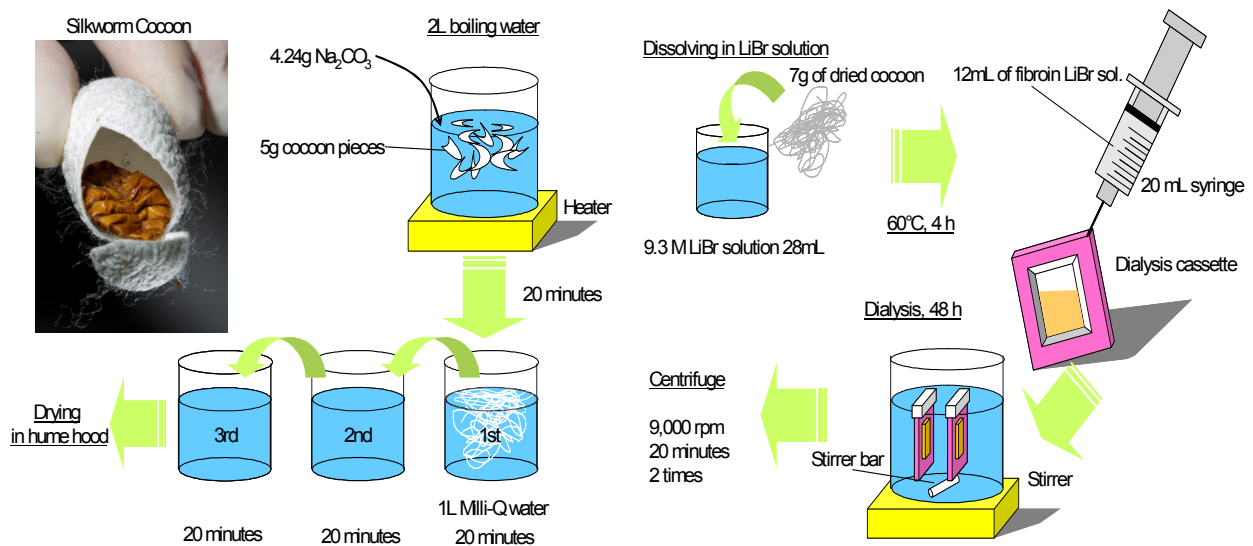 Silkworm Cocoon
2L boiling water
4.24g Na₂CO₃
5g cocoon pieces
Heater
20 minutes
1st
2nd
3rd
1L Milli-Q water
20 minutes
20 minutes
20 minutes
Drying
in hume hood
Dissolving in LiBr solution
7g of dried cocoon
9.3 M LiBr solution 28mL
60°C, 4 h
12mL of fibroin LiBr sol.
20 mL syringe
Dialysis cassette
Dialysis, 48 h
Stirrer bar
Stirrer
Centrifuge
9,000 rpm
20 minutes
2 times